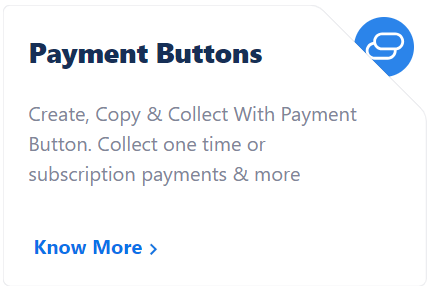 Payment Buttons
Create, Copy & Collect With Payment
Button. Collect one time or
subscription payments & more
Know More >